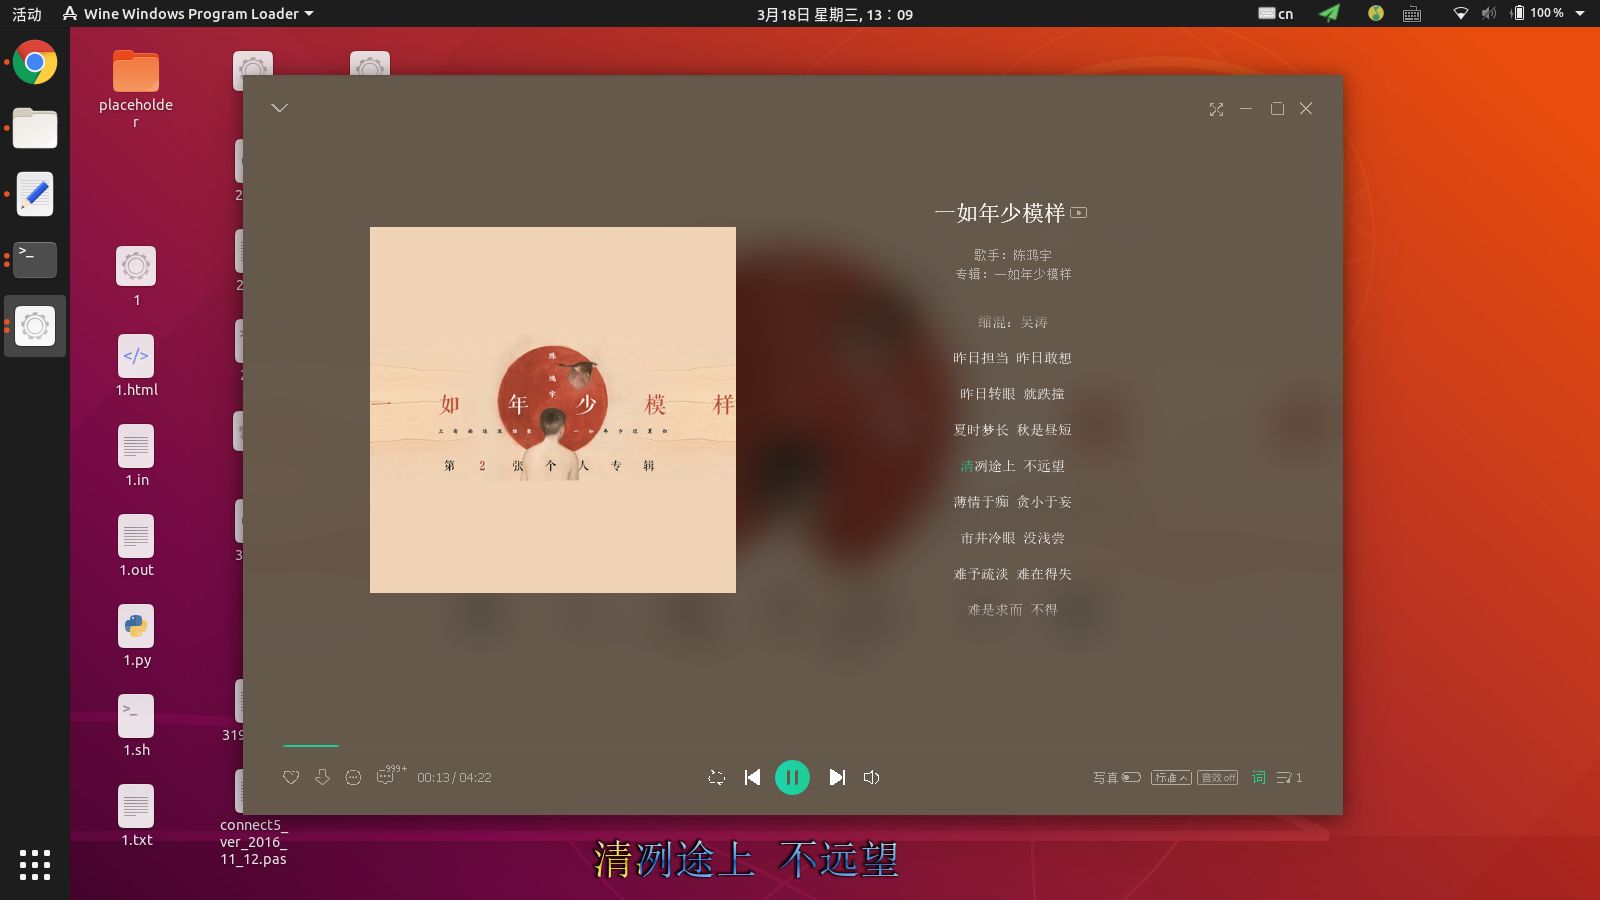 活动
Wine Windows Program Loader
3月18日 星期三, 13：09
cn
100 %
placeholde
r
1
1.html
1.in
1.out
1.py
1.sh
1.txt
2
2
3
319
connect5_
ver_2016_
11_12.pas
陈
鸿
宇
一 如 年 少 模 样
第 2 张 个 人 专 辑
一如年少模样
歌手：陈鸿宇
专辑：一如年少模样
缩混：吴涛
昨日担当 昨日敢想
昨日转眼 就跌撞
夏时梦长 秋是昼短
清冽途上 不远望
薄情于痴 贪小于妄
市井冷眼 没浅尝
难予疏淡 难在得失
难是求而 不得
999+
00:13 / 04:22
写真
标准
音效 off
词
1
清冽途上 不远望